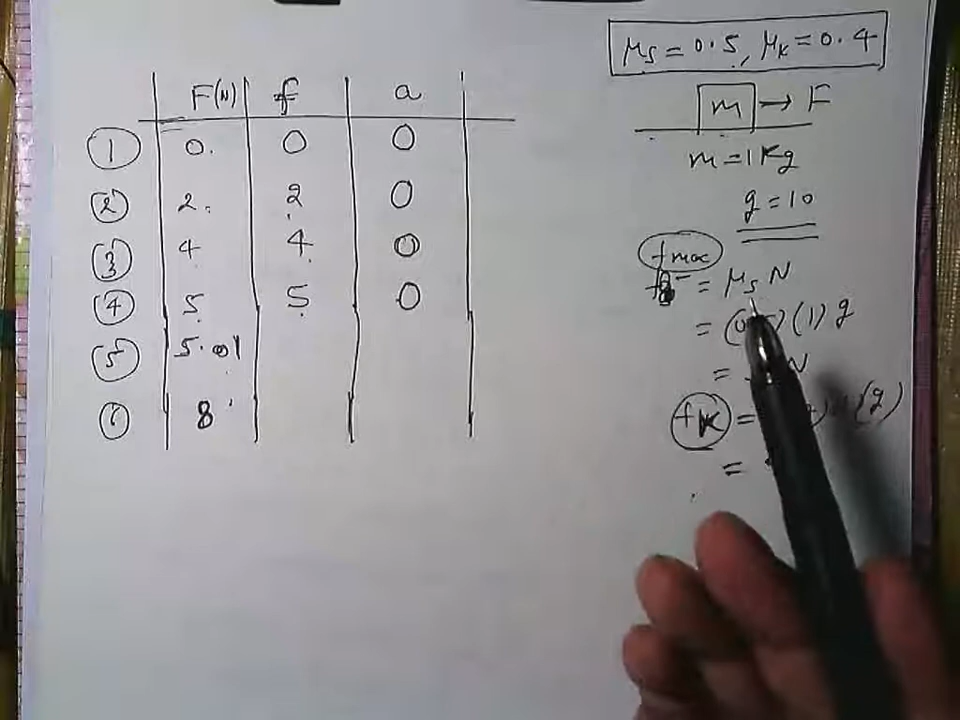 μs = 0.5, μk = 0.4
F(N) f a
① 0. 0 0
② 2. 2 0
③ 4 4 0
④ 5 5 0
⑤ 5.01
⑥ 8
m → F
m = 1 kg
g = 10
fmax
= μs N
= (1) g
= N
fk = (g)
=